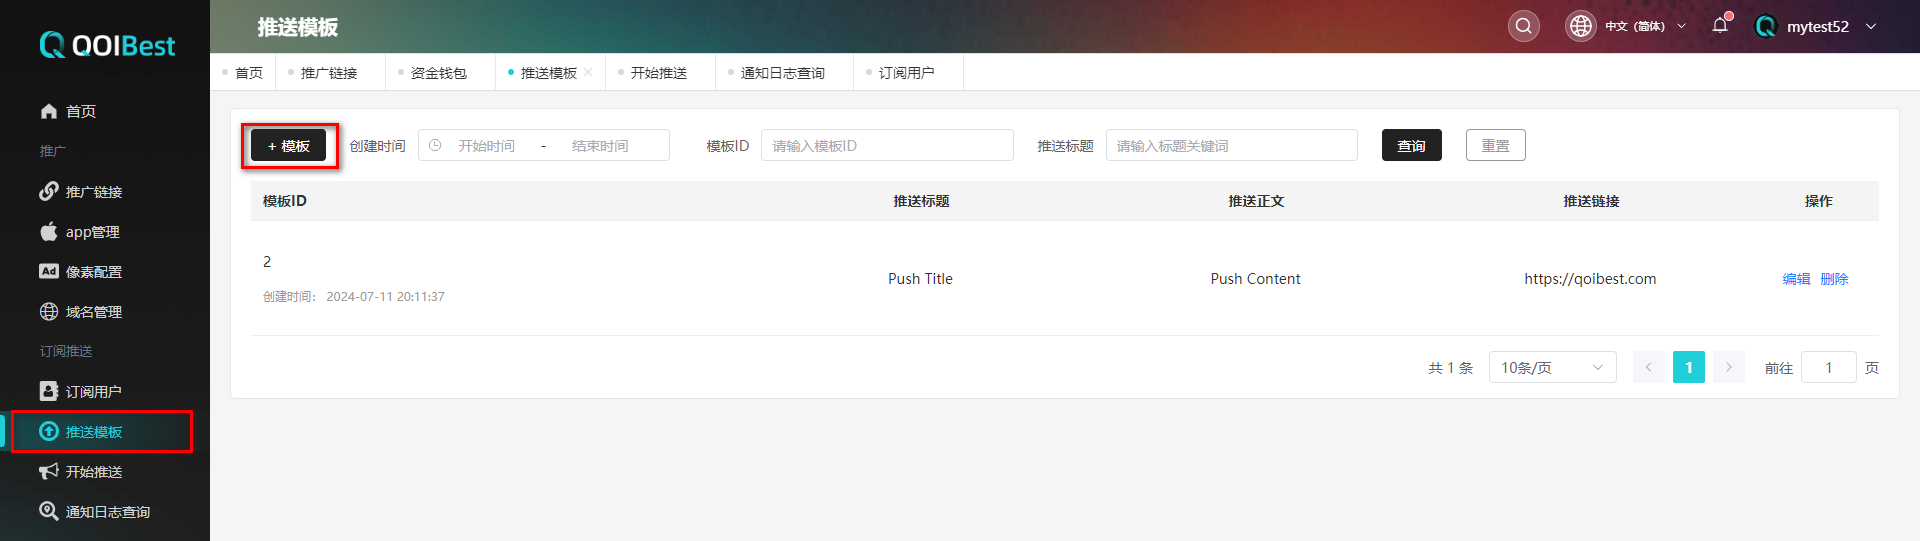 QOIBest
首页
推广
推广链接
app管理
Ad 像素配置
域名管理
订阅推送
订阅用户
推送模板
开始推送
通知日志查询
推送模板
中文（简体）
mytest52
首页 推广链接 资金钱包 推送模板 开始推送 通知日志查询 订阅用户
+ 模板 创建时间 开始时间 - 结束时间 模板ID 请输入模板ID 推送标题 请输入标题关键词 查询 重置
模板ID 推送标题 推送正文 推送链接 操作
2
创建时间： 2024-07-11 20:11:37
Push Title Push Content https://qoibest.com 编辑 删除
共 1 条 10条/页 1 前往 1 页